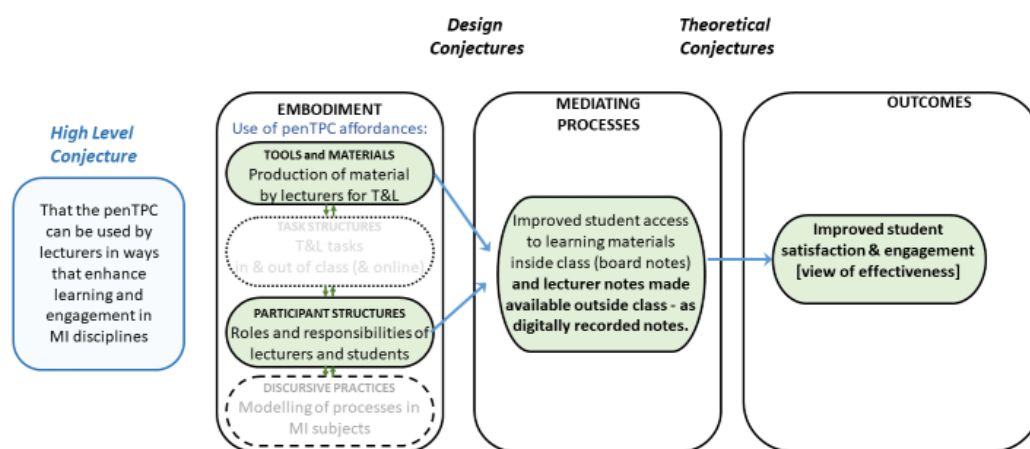 Design
Conjectures
Theoretical
Conjectures
High Level
Conjecture
That the penTPC
can be used by
lecturers in ways
that enhance
learning and
engagement in
MI disciplines
EMBODIMENT
Use of penTPC affordances:
TOOLS and MATERIALS
Production of material
by lecturers for T&L
TASK STRUCTURES
T&L tasks
in & out of class (& online)
PARTICIPANT STRUCTURES
Roles and responsibilities of
lecturers and students
DISCURSIVE PRACTICES
Modelling of processes in
MI subjects
MEDIATING
PROCESSES
Improved student access
to learning materials
inside class (board notes)
and lecturer notes made
available outside class - as
digitally recorded notes.
OUTCOMES
Improved student
satisfaction & engagement
[view of effectiveness]